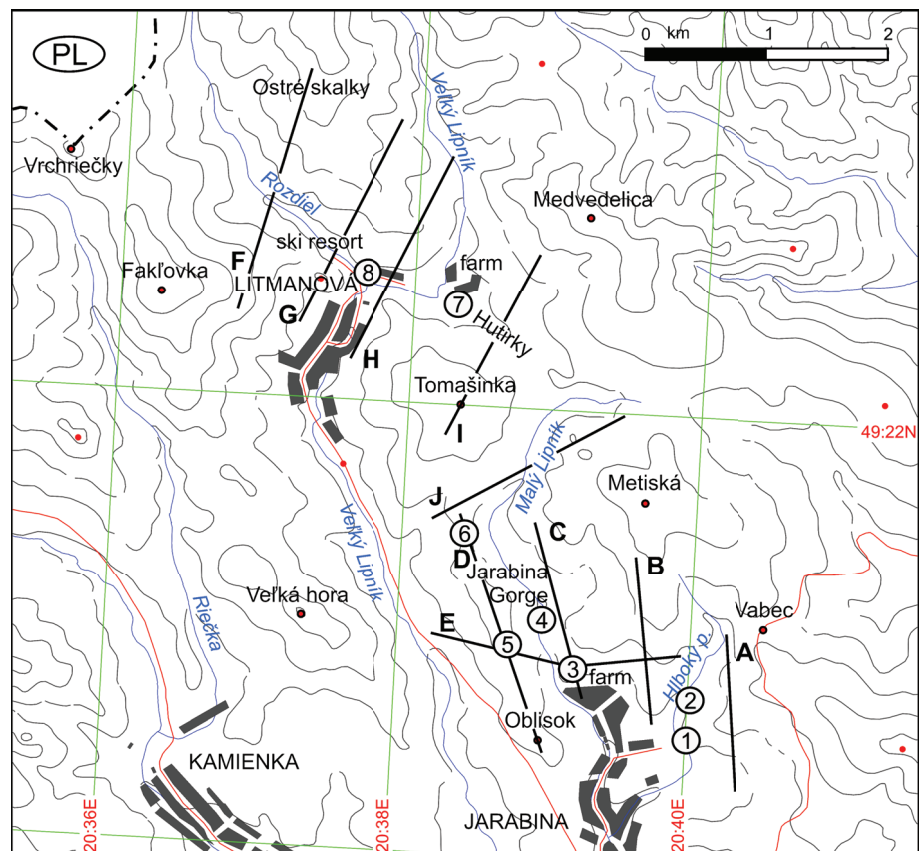 PL
0 km 1 2
Vrchriečky
Ostré skalky
Veľký Lipník
Rozdiel
Medvedelica
ski resort
Fakľovka
F
LITMANOVÁ
8
farm
7
G
Hutirky
H
Tomašinka
I
49:22N
J
Malý Lipník
Metiská
6
C
D
Veľký Lipník
Jarabina
Gorge
B
Veľká hora
Riečka
4
E
Vabec
5
A
3
farm
Hlboký p.
2
Oblísok
1
KAMIENKA
JARABINA
20:36E
20:38E
20:40E